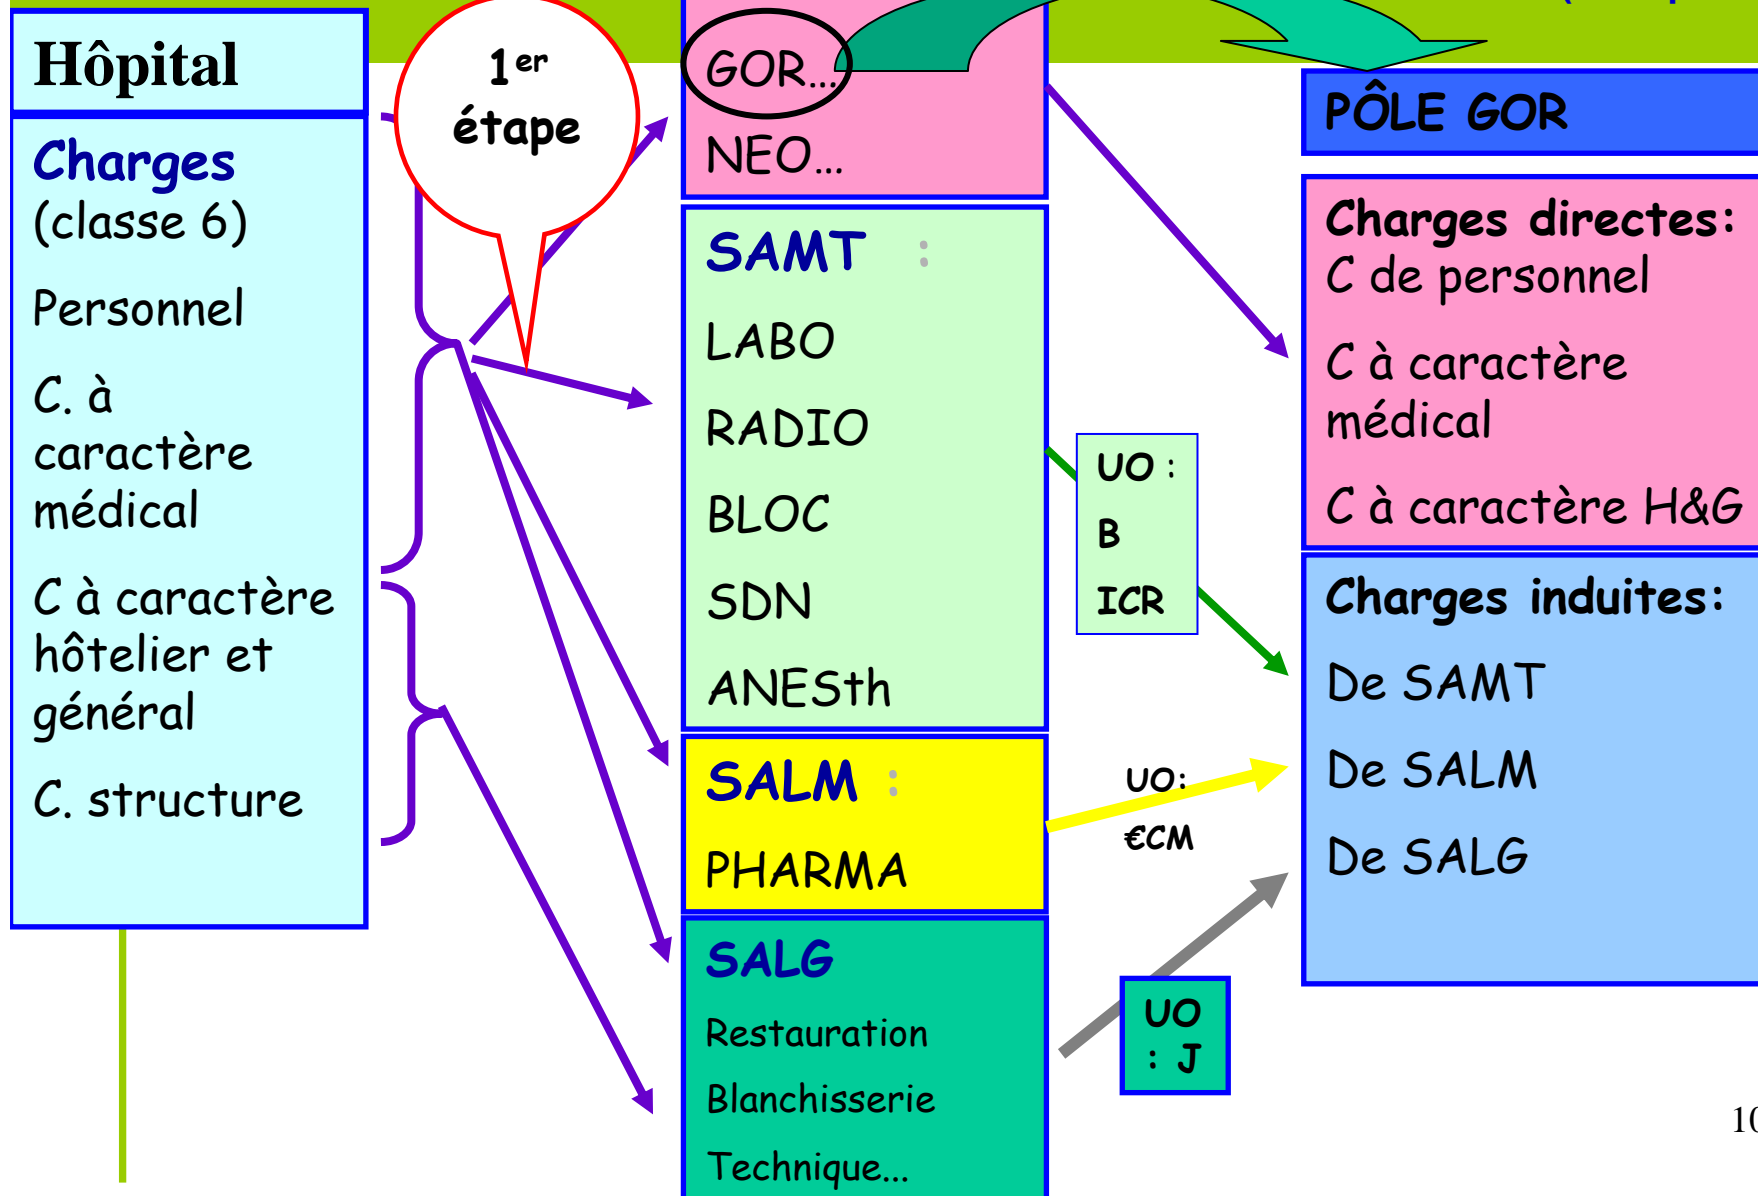 Hôpital
Charges
(classe 6)
Personnel
C. à
caractère
médical
C à caractère
hôtelier et
général
C. structure
1er
étape
GOR...
NEO...
SAMT :
LABO
RADIO
BLOC
SDN
ANESth
SALM :
PHARMA
SALG
Restauration
Blanchisserie
Technique...
UO :
B
ICR
UO:
€CM
UO
: J
PÔLE GOR
Charges directes:
C de personnel
C à caractère
médical
C à caractère H&G
Charges induites:
De SAMT
De SALM
De SALG